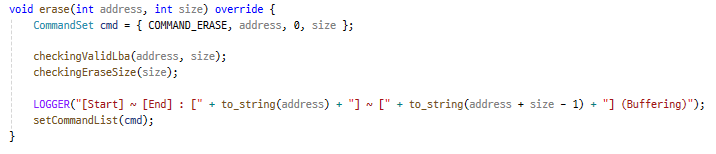 void erase(int address, int size) override {
    CommandSet cmd = { COMMAND_ERASE, address, 0, size };

    checkingValidLba(address, size);
    checkingEraseSize(size);

    LOGGER("[Start] ~ [End] : [" + to_string(address) + "] ~ [" + to_string(address + size - 1) + "] (Buffering)");
    setCommandList(cmd);
}